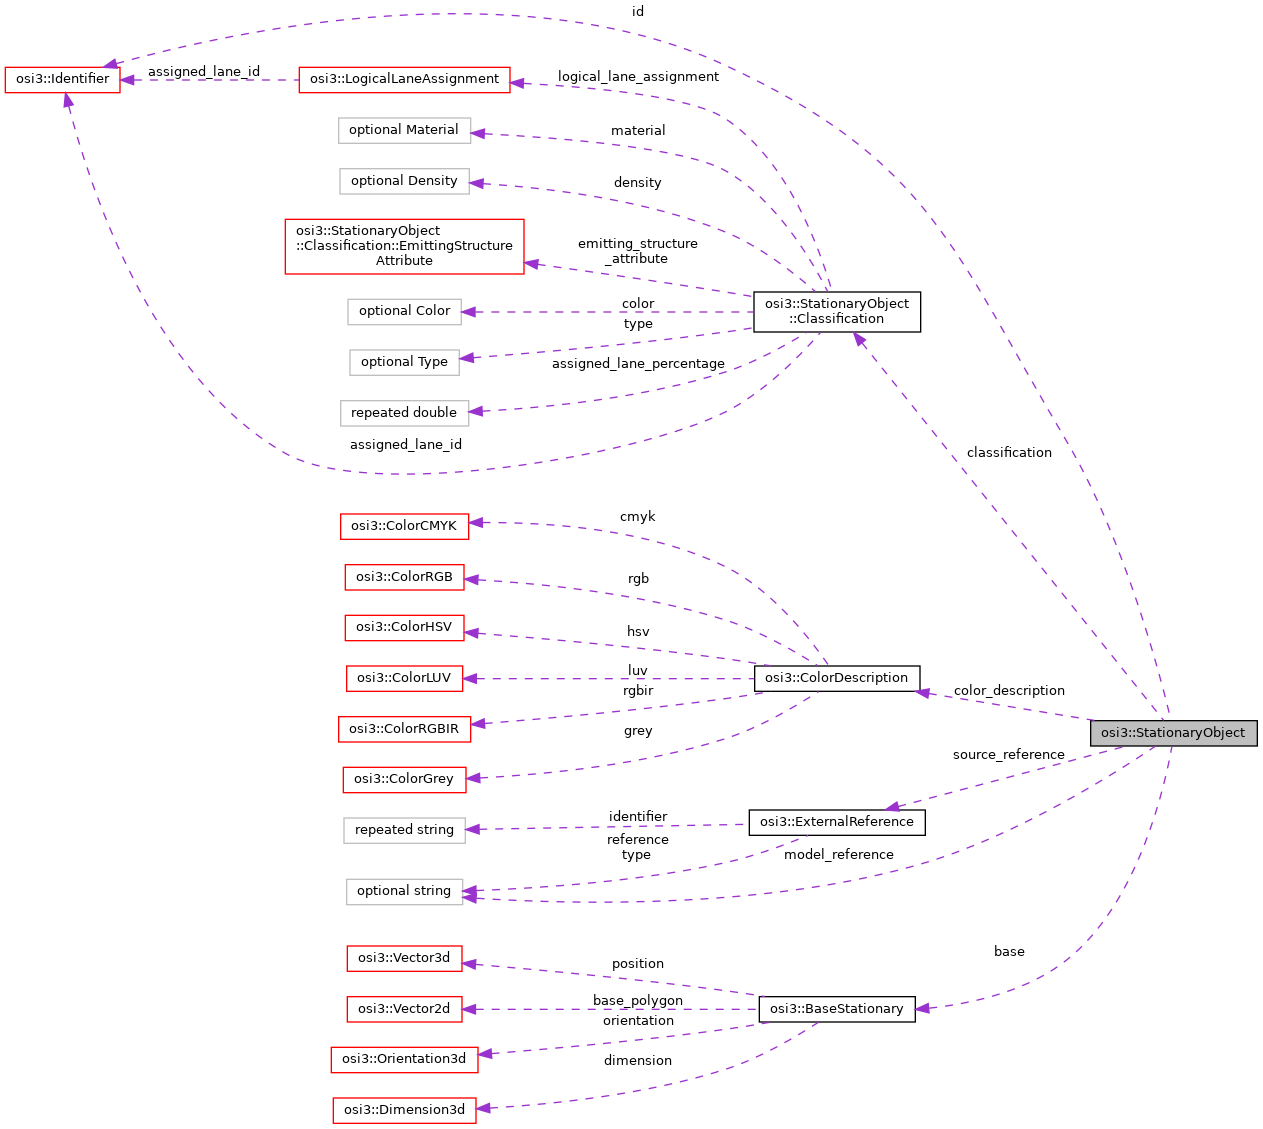 id
osi3::Identifier
assigned_lane_id
osi3::LogicalLaneAssignment
logical_lane_assignment
optional Material
material
optional Density
density
osi3::StationaryObject
::Classification::EmittingStructure
Attribute
emitting_structure
_attribute
osi3::StationaryObject
::Classification
optional Color
color
type
optional Type
assigned_lane_percentage
repeated double
assigned_lane_id
classification
cmyk
osi3::ColorCMYK
rgb
osi3::ColorRGB
hsv
osi3::ColorHSV
luv
osi3::ColorLUV
osi3::ColorDescription
rgbir
color_description
osi3::ColorRGBIR
grey
osi3::StationaryObject
source_reference
osi3::ColorGrey
identifier
osi3::ExternalReference
repeated string
reference
type
model_reference
optional string
base
osi3::Vector3d
position
base_polygon
osi3::Vector2d
osi3::BaseStationary
orientation
osi3::Orientation3d
dimension
osi3::Dimension3d